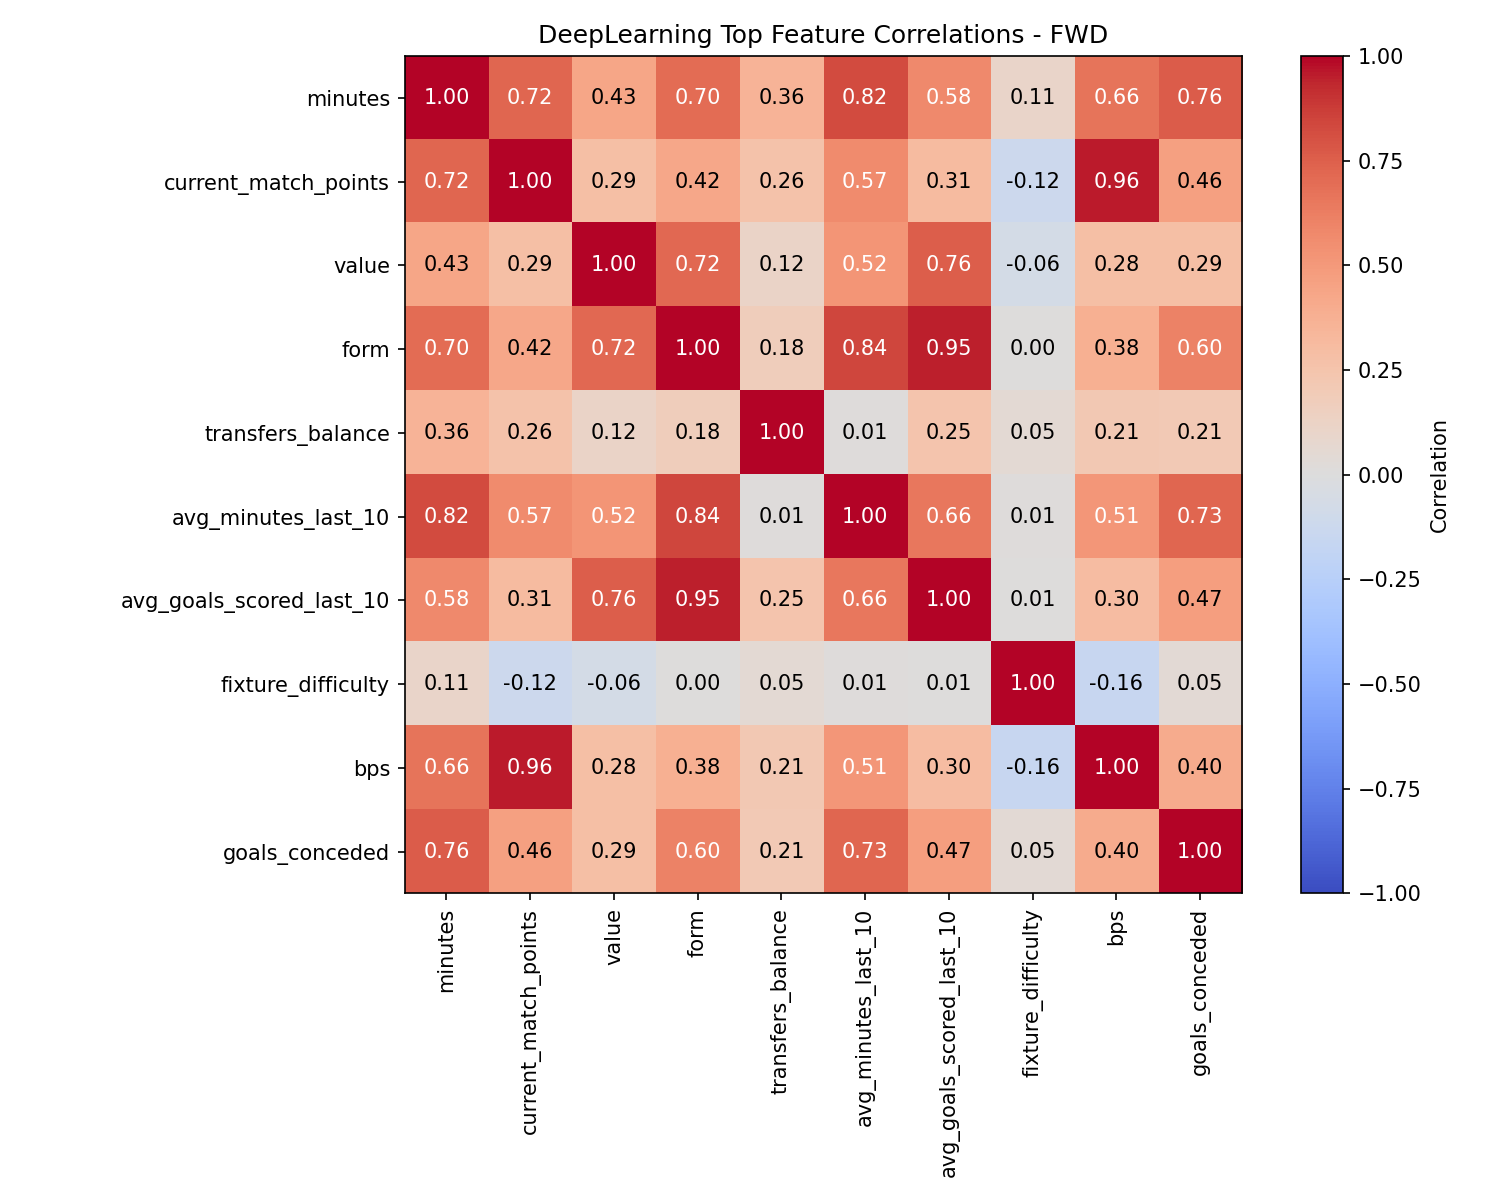 DeepLearning Top Feature Correlations - FWD
minutes 1.00 0.72 0.43 0.70 0.36 0.82 0.58 0.11 0.66 0.76
current_match_points 0.72 1.00 0.29 0.42 0.26 0.57 0.31 -0.12 0.96 0.46
value 0.43 0.29 1.00 0.72 0.12 0.52 0.76 -0.06 0.28 0.29
form 0.70 0.42 0.72 1.00 0.18 0.84 0.95 0.00 0.38 0.60
transfers_balance 0.36 0.26 0.12 0.18 1.00 0.01 0.25 0.05 0.21 0.21
avg_minutes_last_10 0.82 0.57 0.52 0.84 0.01 1.00 0.66 0.01 0.51 0.73
avg_goals_scored_last_10 0.58 0.31 0.76 0.95 0.25 0.66 1.00 0.01 0.30 0.47
fixture_difficulty 0.11 -0.12 -0.06 0.00 0.05 0.01 0.01 1.00 -0.16 0.05
bps 0.66 0.96 0.28 0.38 0.21 0.51 0.30 -0.16 1.00 0.40
goals_conceded 0.76 0.46 0.29 0.60 0.21 0.73 0.47 0.05 0.40 1.00
minutes
current_match_points
value
form
transfers_balance
avg_minutes_last_10
avg_goals_scored_last_10
fixture_difficulty
bps
goals_conceded
1.00
0.75
0.50
0.25
0.00
−0.25
−0.50
−0.75
−1.00
Correlation